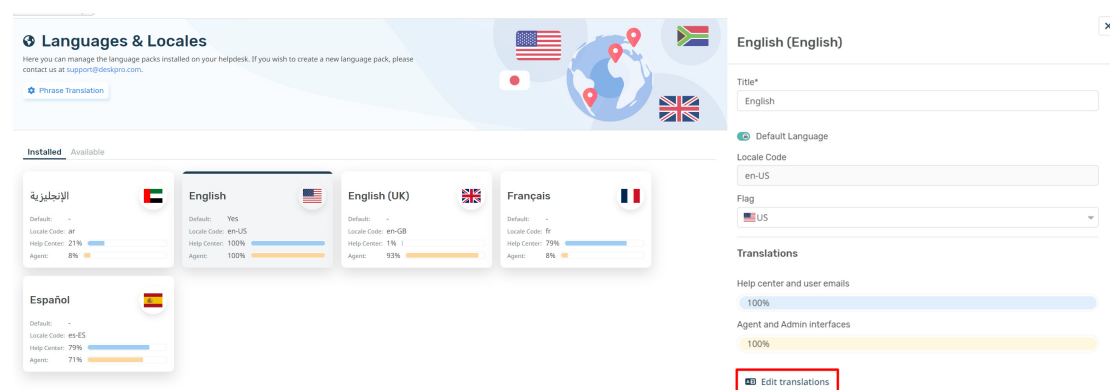 Languages & Locales
Here you can manage the language packs installed on your helpdesk. If you wish to create a new language pack, please
contact us at support@deskpro.com.
Phrase Translation
Installed Available
الإنجليزية
Default: -
Locale Code: ar
Help Center: 21%
Agent: 8%
English
Default: Yes
Locale Code: en-US
Help Center: 100%
Agent: 100%
English (UK)
Default: -
Locale Code: en-GB
Help Center: 1%
Agent: 93%
Français
Default: -
Locale Code: fr
Help Center: 79%
Agent: 8%
Español
Default: -
Locale Code: es-ES
Help Center: 79%
Agent: 71%
English (English)
Title*
English
Default Language
Locale Code
en-US
Flag
US
Translations
Help center and user emails
100%
Agent and Admin interfaces
100%
Edit translations